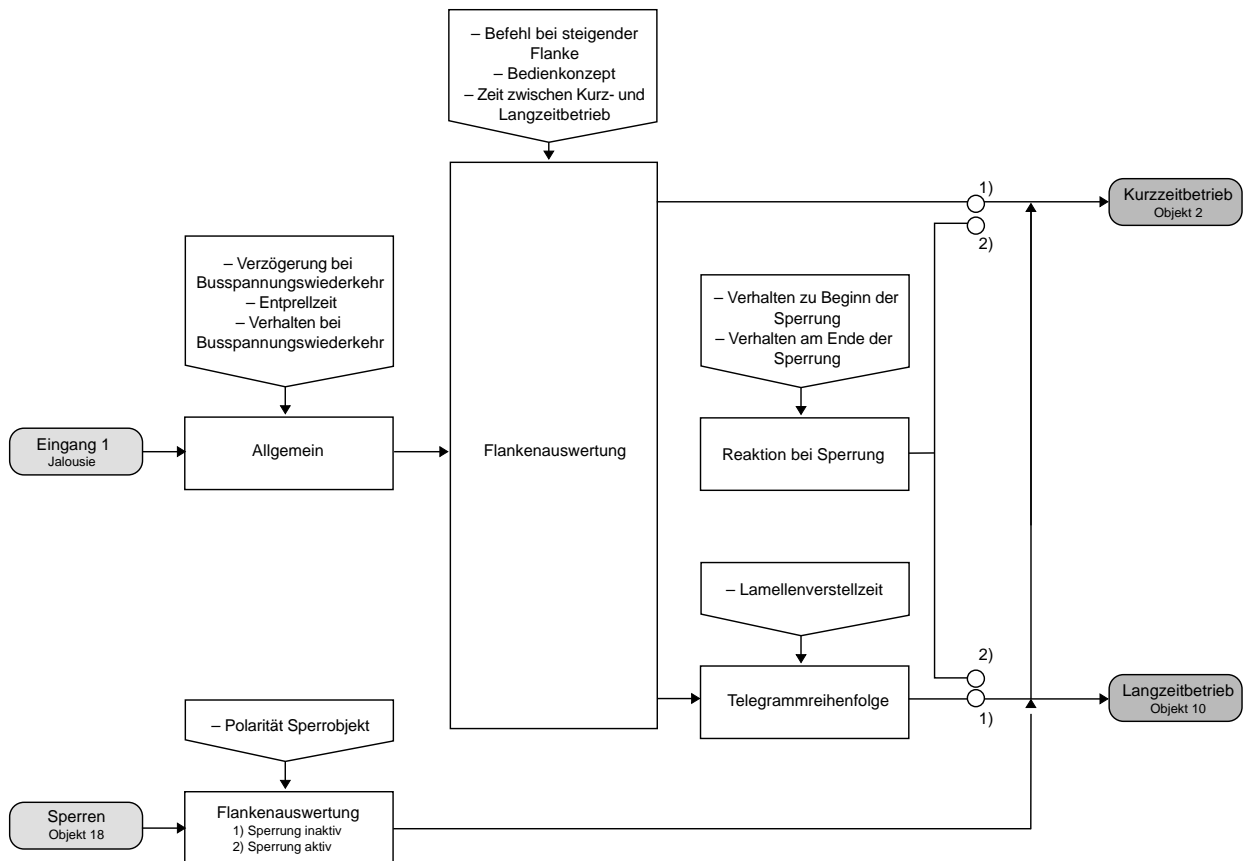 – Befehl bei steigender
Flanke
– Bedienkonzept
– Zeit zwischen Kurz- und
Langzeitbetrieb
1)
Kurzzeitbetrieb
Objekt 2
2)
– Verzögerung bei
Busspannungswiederkehr
– Entprellzeit
– Verhalten bei
Busspannungswiederkehr
– Verhalten zu Beginn der
Sperrung
– Verhalten am Ende der
Sperrung
Eingang 1
Jalousie
Allgemein
Flankenauswertung
Reaktion bei Sperrung
– Lamellenverstellzeit
2)
Telegrammreihenfolge
Langzeitbetrieb
Objekt 10
1)
– Polarität Sperrobjekt
Sperren
Objekt 18
Flankenauswertung
1) Sperrung inaktiv
2) Sperrung aktiv